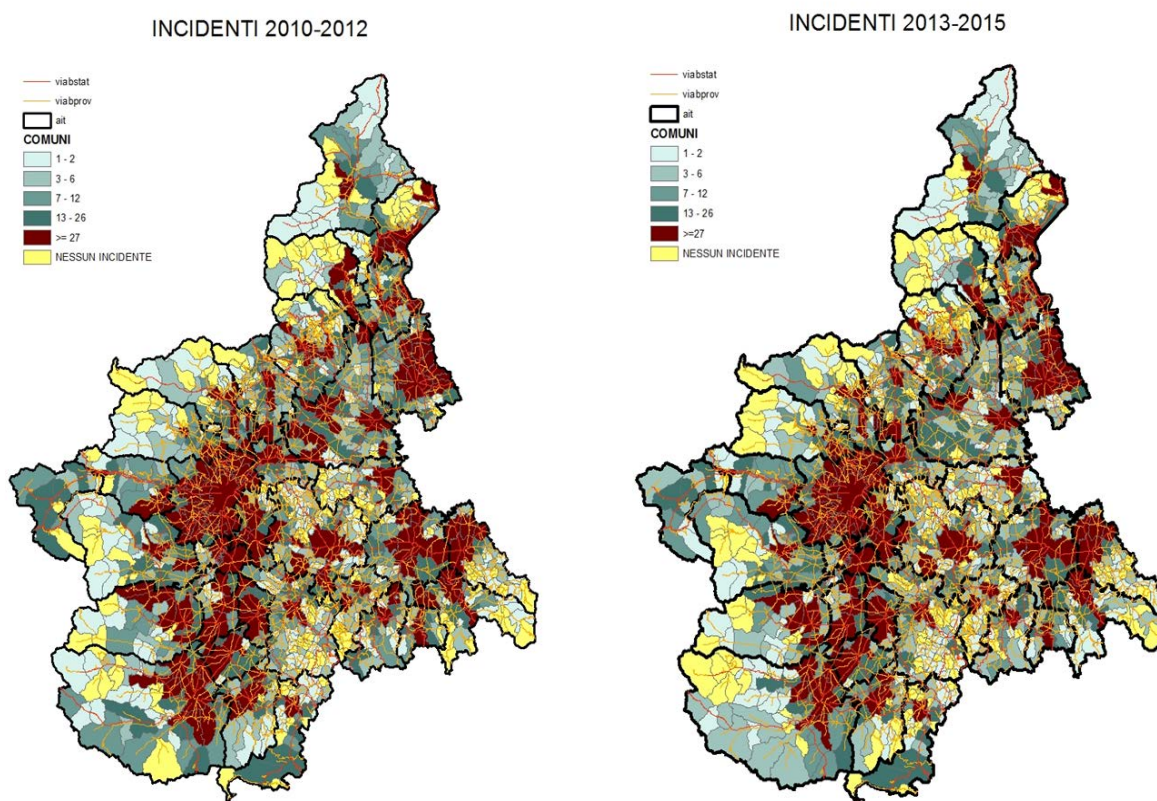 INCIDENTI 2010-2012
viabstat
viabprov
ait
COMUNI
1 - 2
3 - 6
7 - 12
13 - 26
>= 27
NESSUN INCIDENTE
INCIDENTI 2013-2015
viabstat
viabprov
ait
COMUNI
1 - 2
3 - 6
7 - 12
13 - 26
>=27
NESSUN INCIDENTE